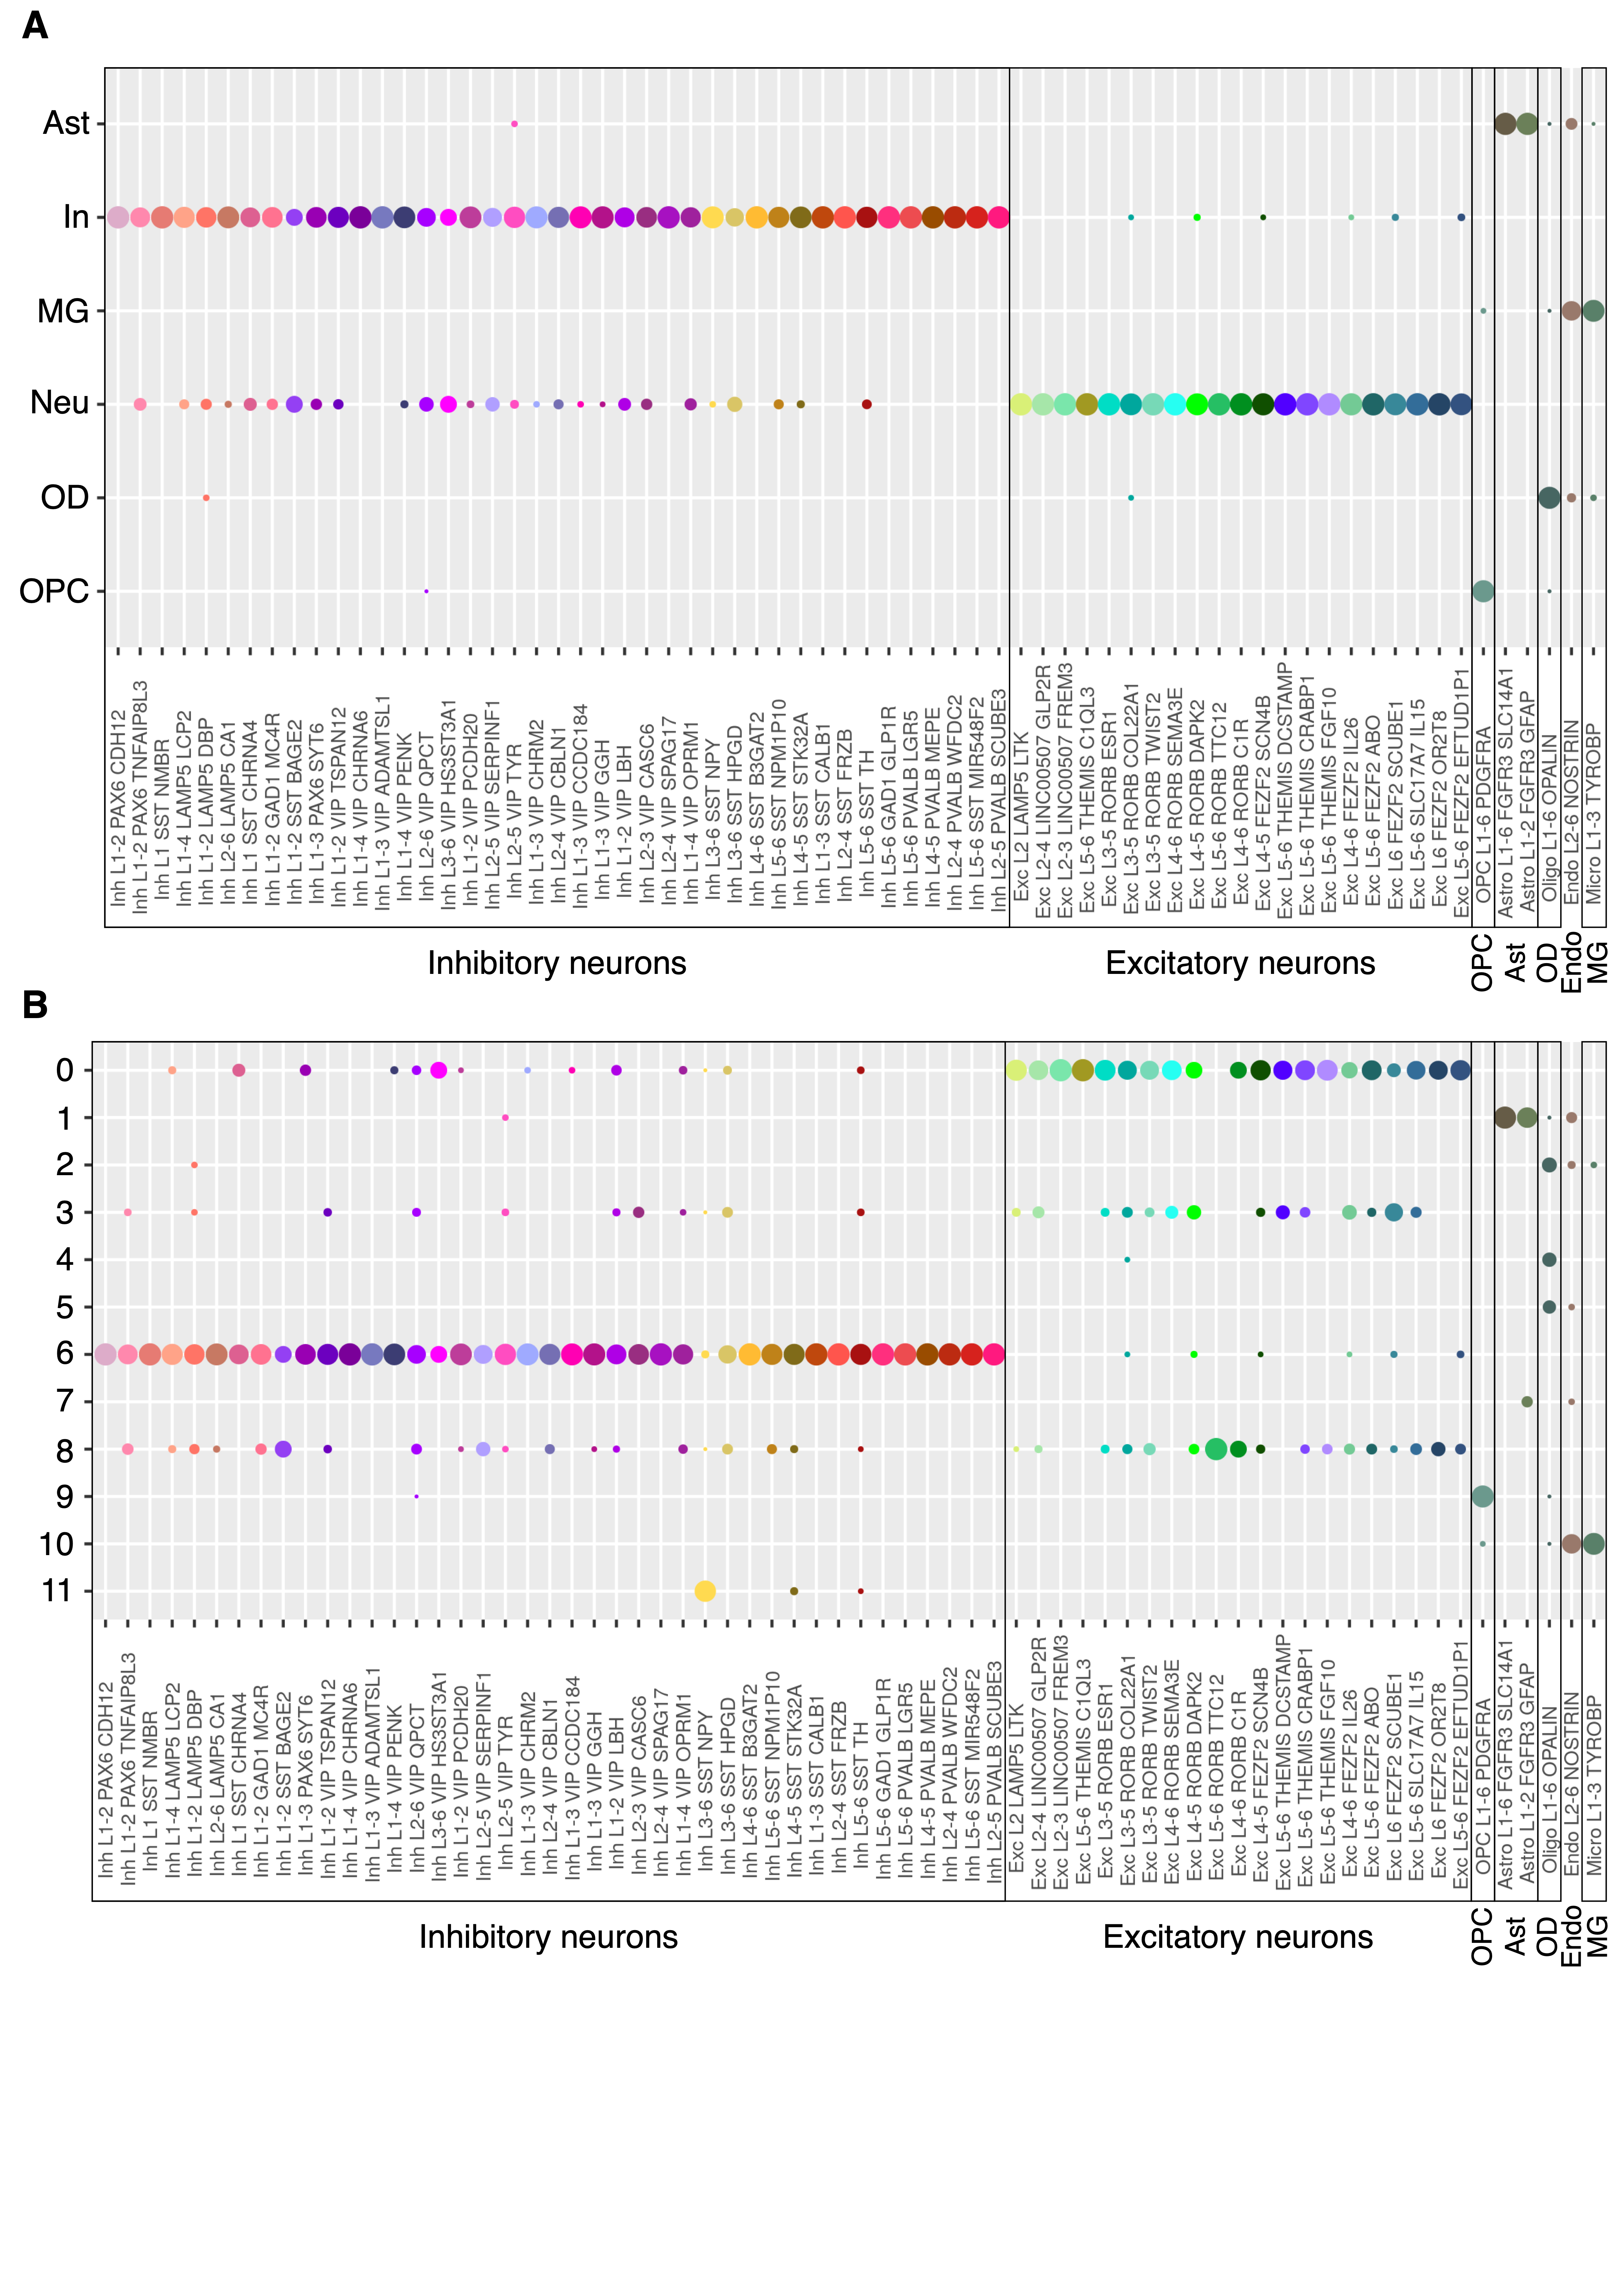 A
Ast
In
MG
Neu
OD
OPC
Inh L1-2 PAX6 CDH12
Inh L1-2 PAX6 TNFAIP8L3
Inh L1 SST NMBR
Inh L1-4 LAMP5 LCP2
Inh L1-2 LAMP5 DBP
Inh L2-6 LAMP5 CA1
Inh L1 SST CHRNA4
Inh L1-2 GAD1 MC4R
Inh L1-2 SST BAGE2
Inh L1-3 PAX6 SYT6
Inh L1-2 VIP TSPAN12
Inh L1-4 VIP CHRNA6
Inh L1-3 VIP ADAMTSL1
Inh L1-4 VIP PENK
Inh L2-6 VIP QPCT
Inh L3-6 VIP HS3ST3A1
Inh L1-2 VIP PCDH20
Inh L2-5 VIP SERPINF1
Inh L2-5 VIP TYR
Inh L1-3 VIP CHRM2
Inh L2-4 VIP CBLN1
Inh L1-3 VIP CCDC184
Inh L1-3 VIP GGH
Inh L1-2 VIP LBH
Inh L2-3 VIP CASC6
Inh L2-4 VIP SPAG17
Inh L1-4 VIP OPRM1
Inh L3-6 SST NPY
Inh L3-6 SST HPGD
Inh L4-6 SST B3GAT2
Inh L5-6 SST NPM1P10
Inh L4-5 SST STK32A
Inh L1-3 SST CALB1
Inh L2-4 SST FRZB
Inh L5-6 SST TH
Inh L5-6 GAD1 GLP1R
Inh L5-6 PVALB LGR5
Inh L4-5 PVALB MEPE
Inh L2-4 PVALB WFDC2
Inh L5-6 SST MIR548F2
Inh L2-5 PVALB SCUBE3
Exc L2 LAMP5 LTK
Exc L2-4 LINC00507 GLP2R
Exc L2-3 LINC00507 FREM3
Exc L5-6 THEMIS C1QL3
Exc L3-5 RORB ESR1
Exc L3-5 RORB COL22A1
Exc L3-5 RORB TWIST2
Exc L4-6 RORB SEMA3E
Exc L4-5 RORB DAPK2
Exc L5-6 RORB TTC12
Exc L4-6 RORB C1R
Exc L4-5 FEZF2 SCN4B
Exc L5-6 THEMIS DCSTAMP
Exc L5-6 THEMIS CRABP1
Exc L5-6 THEMIS FGF10
Exc L4-6 FEZF2 IL26
Exc L5-6 FEZF2 ABO
Exc L6 FEZF2 SCUBE1
Exc L5-6 SLC17A7 IL15
Exc L6 FEZF2 OR2T8
Exc L5-6 FEZF2 EFTUD1P1
OPC L1-6 PDGFRA
Astro L1-6 FGFR3 SLC14A1
Astro L1-2 FGFR3 GFAP
Oligo L1-6 OPALIN
Endo L2-6 NOSTRIN
Micro L1-3 TYROBP
Inhibitory neurons
Excitatory neurons
OPC
Ast
OD
Endo
MG
B
0
1
2
3
4
5
6
7
8
9
10
11
Inh L1-2 PAX6 CDH12
Inh L1-2 PAX6 TNFAIP8L3
Inh L1 SST NMBR
Inh L1-4 LAMP5 LCP2
Inh L1-2 LAMP5 DBP
Inh L2-6 LAMP5 CA1
Inh L1 SST CHRNA4
Inh L1-2 GAD1 MC4R
Inh L1-2 SST BAGE2
Inh L1-3 PAX6 SYT6
Inh L1-2 VIP TSPAN12
Inh L1-4 VIP CHRNA6
Inh L1-3 VIP ADAMTSL1
Inh L1-4 VIP PENK
Inh L2-6 VIP QPCT
Inh L3-6 VIP HS3ST3A1
Inh L1-2 VIP PCDH20
Inh L2-5 VIP SERPINF1
Inh L2-5 VIP TYR
Inh L1-3 VIP CHRM2
Inh L2-4 VIP CBLN1
Inh L1-3 VIP CCDC184
Inh L1-3 VIP GGH
Inh L1-2 VIP LBH
Inh L2-3 VIP CASC6
Inh L2-4 VIP SPAG17
Inh L1-4 VIP OPRM1
Inh L3-6 SST NPY
Inh L3-6 SST HPGD
Inh L4-6 SST B3GAT2
Inh L5-6 SST NPM1P10
Inh L4-5 SST STK32A
Inh L1-3 SST CALB1
Inh L2-4 SST FRZB
Inh L5-6 SST TH
Inh L5-6 GAD1 GLP1R
Inh L5-6 PVALB LGR5
Inh L4-5 PVALB MEPE
Inh L2-4 PVALB WFDC2
Inh L5-6 SST MIR548F2
Inh L2-5 PVALB SCUBE3
Exc L2 LAMP5 LTK
Exc L2-4 LINC00507 GLP2R
Exc L2-3 LINC00507 FREM3
Exc L5-6 THEMIS C1QL3
Exc L3-5 RORB ESR1
Exc L3-5 RORB COL22A1
Exc L3-5 RORB TWIST2
Exc L4-6 RORB SEMA3E
Exc L4-5 RORB DAPK2
Exc L5-6 RORB TTC12
Exc L4-6 RORB C1R
Exc L4-5 FEZF2 SCN4B
Exc L5-6 THEMIS DCSTAMP
Exc L5-6 THEMIS CRABP1
Exc L5-6 THEMIS FGF10
Exc L4-6 FEZF2 IL26
Exc L5-6 FEZF2 ABO
Exc L6 FEZF2 SCUBE1
Exc L5-6 SLC17A7 IL15
Exc L6 FEZF2 OR2T8
Exc L5-6 FEZF2 EFTUD1P1
OPC L1-6 PDGFRA
Astro L1-6 FGFR3 SLC14A1
Astro L1-2 FGFR3 GFAP
Oligo L1-6 OPALIN
Endo L2-6 NOSTRIN
Micro L1-3 TYROBP
Inhibitory neurons
Excitatory neurons
OPC
Ast
OD
Endo
MG